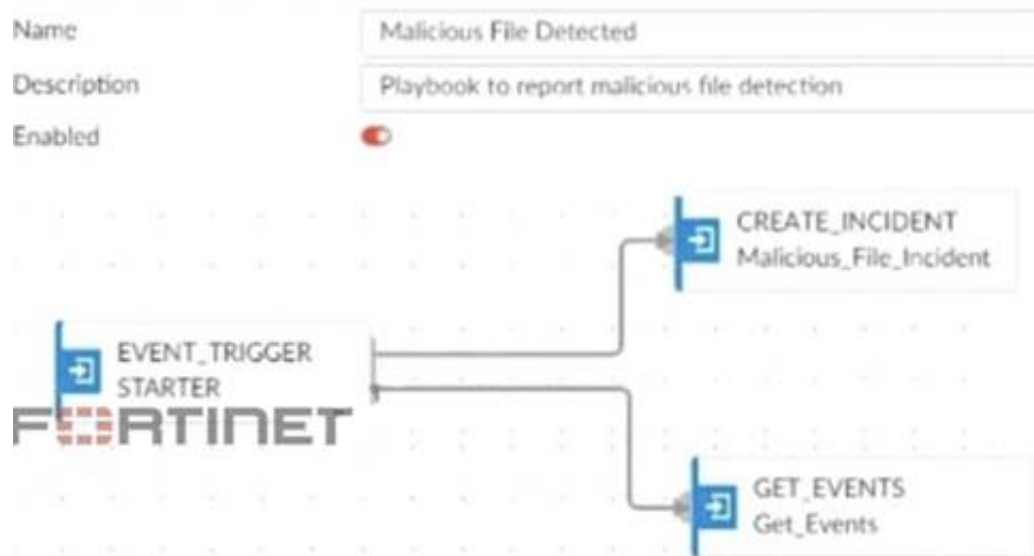 Name
Malicious File Detected
Description
Playbook to report malicious file detection
Enabled
CREATE_INCIDENT
Malicious_File_Incident
EVENT_TRIGGER
STARTER
FORTINET
GET_EVENTS
Get_Events